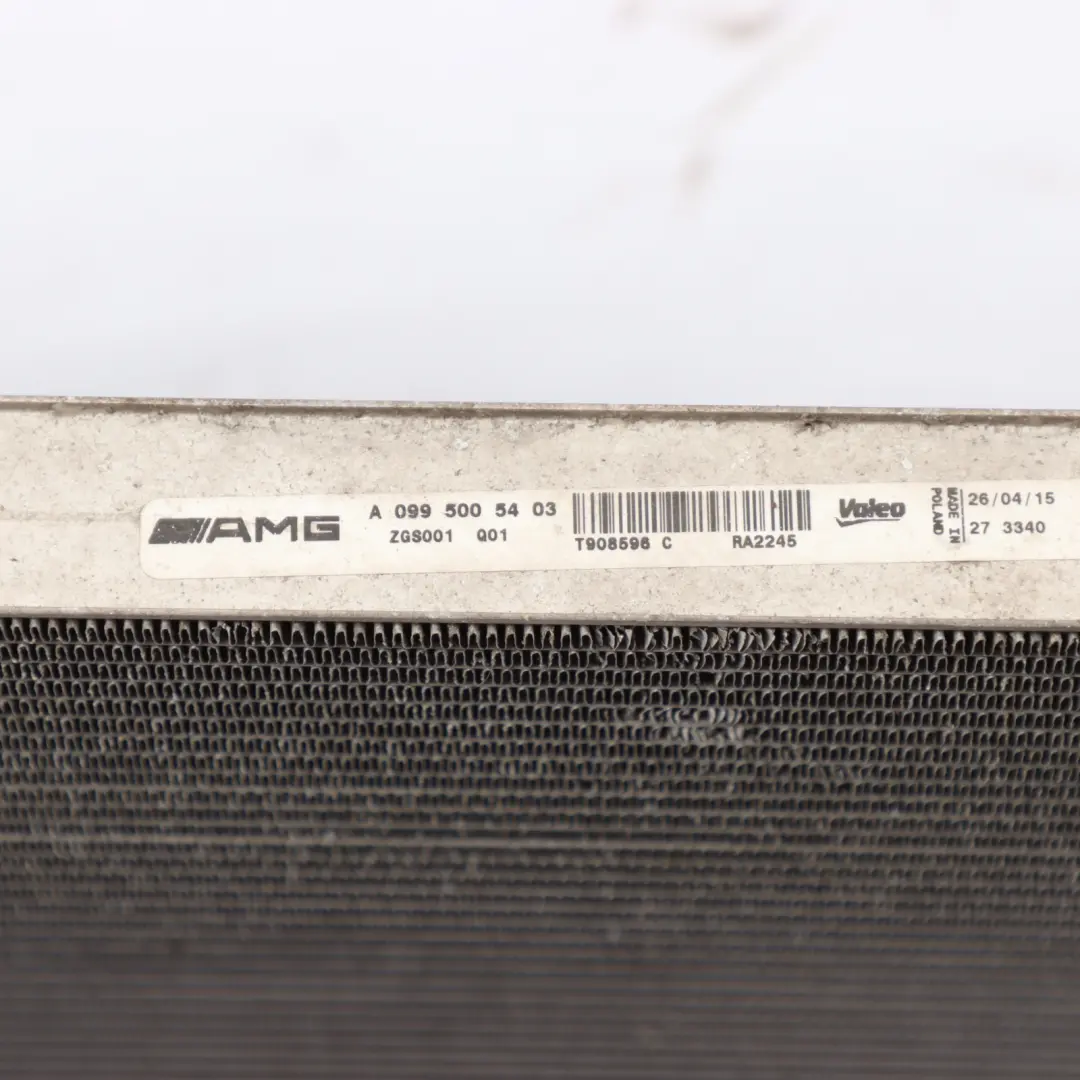 AMG
A 099 500 54 03
ZGS001 Q01
T908596 C RA2245
Valeo
MADE IN
POLAND
26/04/15
27 3340